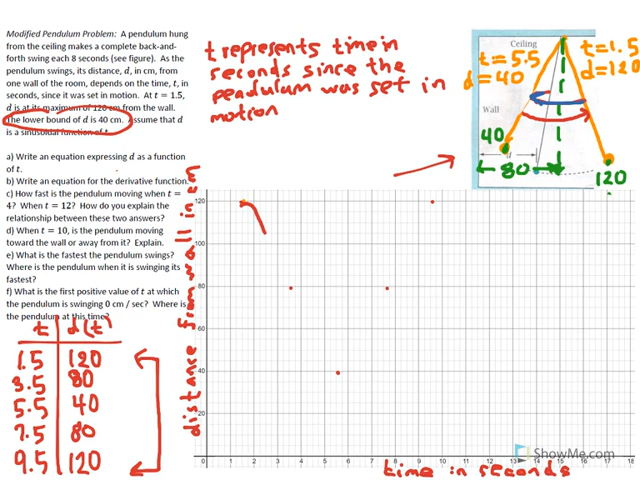 Modified Pendulum Problem: A pendulum hung
from the ceiling makes a complete back-and-
forth swing each 8 seconds (see figure). As the
pendulum swings, its distance, d, in cm, from
one wall of the room, depends on the time, t, in
seconds, since it was set in motion. At t = 1.5,
d is at its maximum of 120 cm from the wall.
The lower bound of d is 40 cm. Assume that d
is a sinusoidal function of t.
a) Write an equation expressing d as a function
of t.
b) Write an equation for the derivative function.
c) How fast is the pendulum moving when t =
4? When t = 12? How do you explain the
relationship between these two answers?
d) When t = 10, is the pendulum moving
toward the wall or away from it? Explain.
e) What is the fastest the pendulum swings?
Where is the pendulum when it is swinging its
fastest?
f) What is the first positive value of t at which
the pendulum is swinging 0 cm / sec? Where is
the pendulum at this time?
t represents time in
seconds since the
pendulum was set in
motion
Ceiling
t=5.5
d=40
t=1.5
d=120
Wall
40
d
80
120
t d(t)
1.5 120
3.5 80
5.5 40
7.5 80
9.5 120
distance from wall in cm
120
100
80
60
40
20
0 1 2 3 4 5 6 7 8 9 10 11 12 13 14 15 16 17 18
time in seconds
ShowMe.com